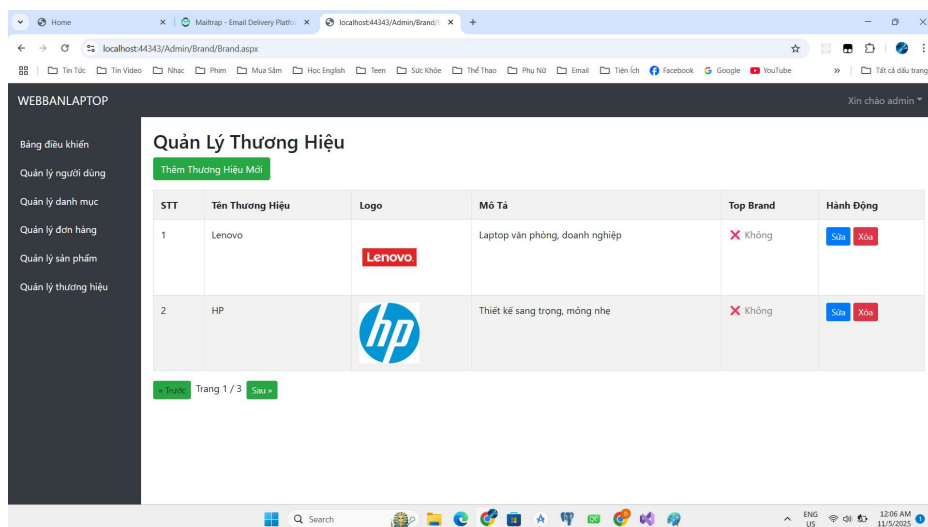 Home
Mailtrap - Email Delivery Platfo
localhost:44343/Admin/Brand/
localhost:44343/Admin/Brand/Brand.aspx
Tin Tức Tin Video Nhac Phim Mua Sắm Hoc English Teen Sức Khỏe Thể Thao Phụ Nữ Email Tiện Ích Facebook Google YouTube » Tất cả dấu trang
WEBBANLAPTOP Xin chào admin
Bảng điều khiển
Quản lý người dùng
Quản lý danh mục
Quản lý đơn hàng
Quản lý sản phẩm
Quản lý thương hiệu
Quản Lý Thương Hiệu
Thêm Thương Hiệu Mới
STT Tên Thương Hiệu Logo Mô Tả Top Brand Hành Động
1 Lenovo Lenovo. Laptop văn phòng, doanh nghiệp ❌ Không Sửa Xóa
2 HP hp Thiết kế sang trọng, mỏng nhẹ ❌ Không Sửa Xóa
« Trước Trang 1 / 3 Sau »
Search
ENG
US
12:06 AM
11/5/2025